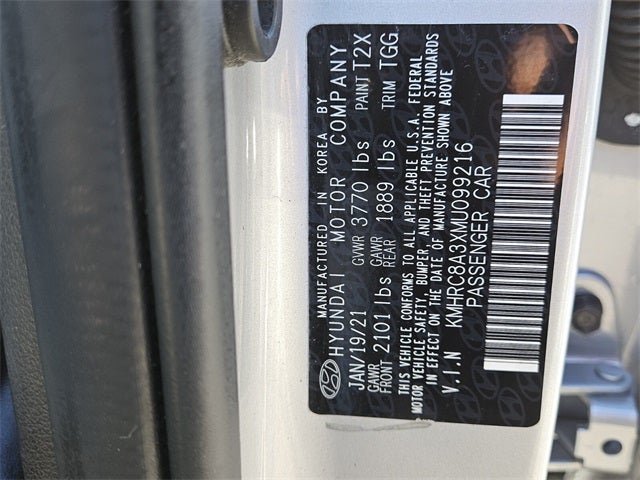 MANUFACTURED IN KOREA BY
HYUNDAI MOTOR COMPANY
JAN/19/21 GVWR 3770 lbs PAINT T2X
GAWR FRONT 2101 lbs GAWR REAR 1889 lbs TRIM TGG
THIS VEHICLE CONFORMS TO ALL APPLICABLE U.S.A. FEDERAL
MOTOR VEHICLE SAFETY, BUMPER, AND THEFT PREVENTION STANDARDS
IN EFFECT ON THE DATE OF MANUFACTURE SHOWN ABOVE
V.I.N KMHRC8A3XMU099216
PASSENGER CAR